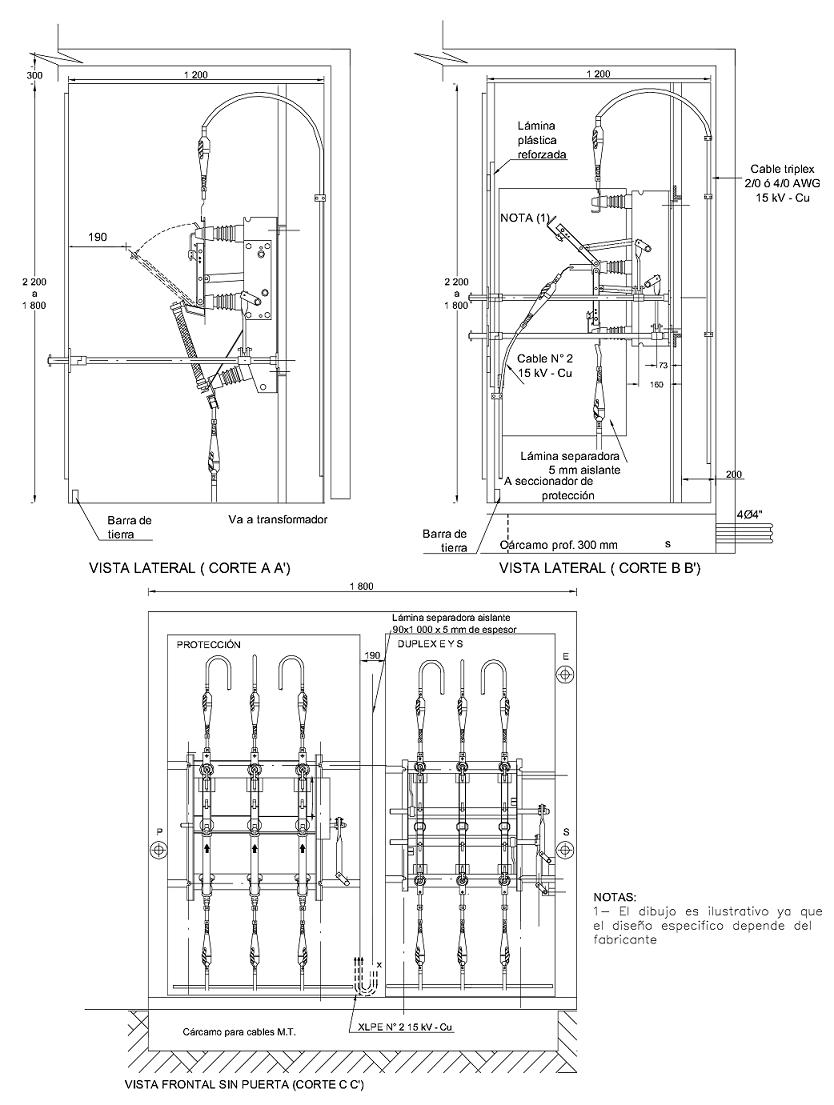 300
1 200
190
2 200
a
1 800
Barra de
tierra
Va a transformador
VISTA LATERAL ( CORTE A A')
1 200
Lámina
plástica
reforzada
Cable triplex
2/0 ó 4/0 AWG
15 kV - Cu
NOTA (1)
2 200
a
1 800
Cable N° 2
15 kV - Cu
73
160
Lámina separadora
5 mm aislante
A seccionador de
protección
200
4Ø4"
Barra de
tierra
Cárcamo prof. 300 mm
s
VISTA LATERAL ( CORTE B B')
1 800
Lámina separadora aislante
90x1 000 x 5 mm de espesor
PROTECCIÓN
190
DUPLEX E Y S
E
P
S
x
XLPE N° 2 15 kV - Cu
Cárcamo para cables M.T.
VISTA FRONTAL SIN PUERTA (CORTE C C')
NOTAS:
1- El dibujo es ilustrativo ya que
el diseño especifico depende del
fabricante